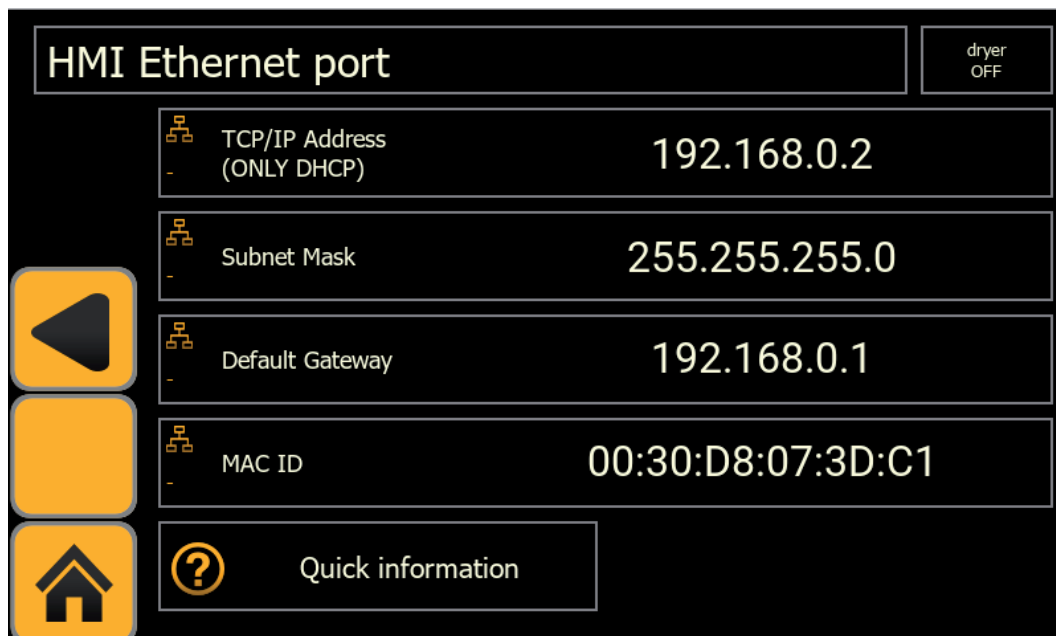 HMI Ethernet port
dryer
OFF
TCP/IP Address
(ONLY DHCP)
192.168.0.2
-
Subnet Mask
255.255.255.0
-
Default Gateway
192.168.0.1
-
MAC ID
00:30:D8:07:3D:C1
-
? Quick information